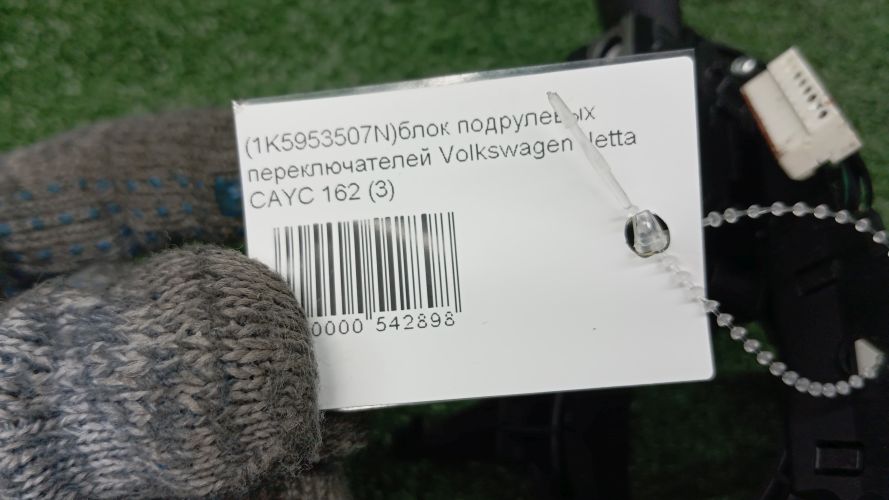 (1K5953507N)блок подрулевых
переключателей Volkswagen Jetta
CAYC 162 (3)
0000 542898